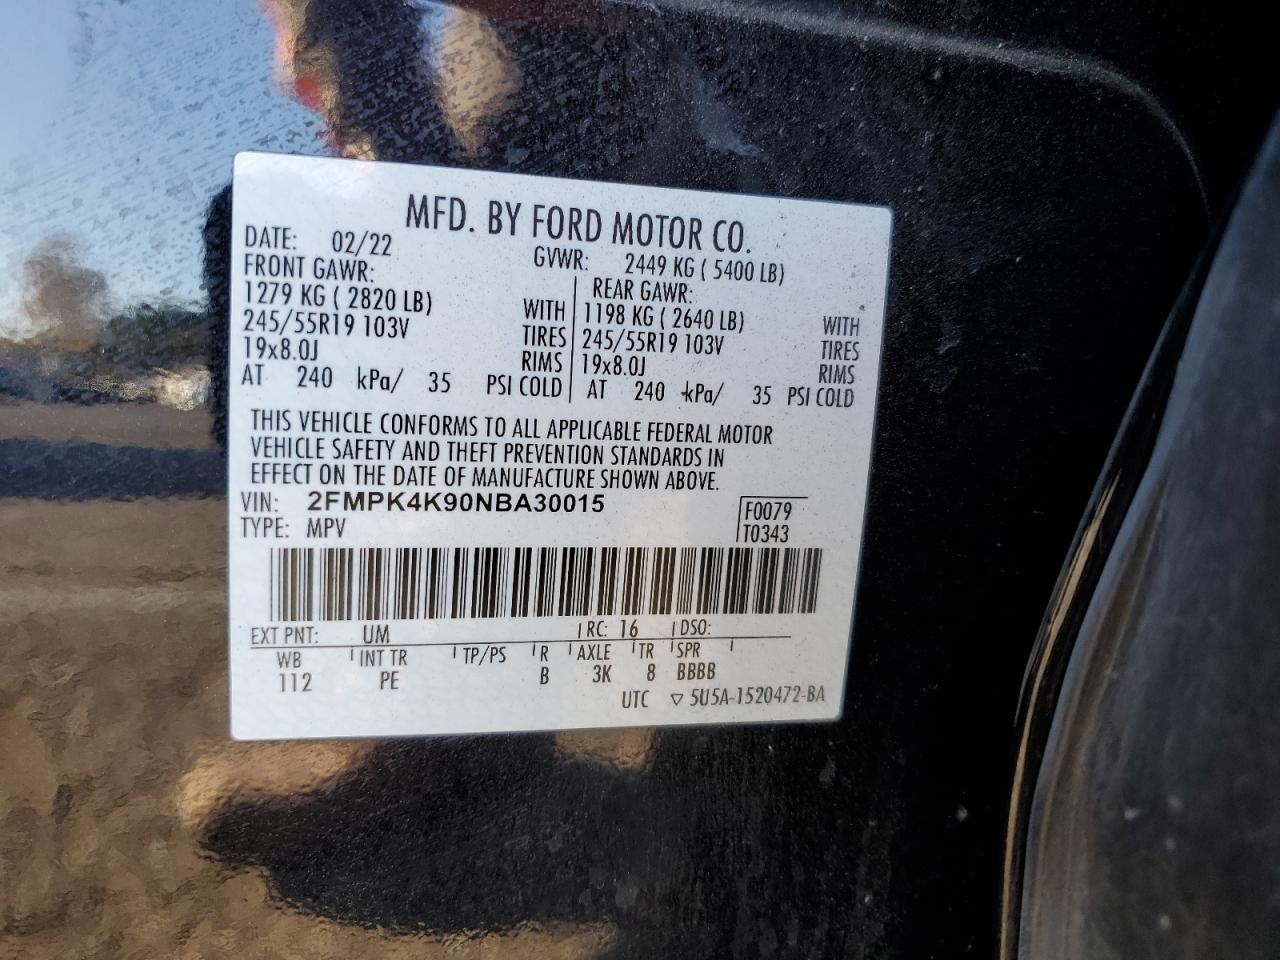 MFD. BY FORD MOTOR CO.
DATE: 02/22 GVWR: 2449 KG ( 5400 LB)
FRONT GAWR: REAR GAWR:
1279 KG ( 2820 LB) WITH 1198 KG ( 2640 LB) WITH
245/55R19 103V TIRES 245/55R19 103V TIRES
19x8.0J RIMS 19x8.0J RIMS
AT 240 kPa/ 35 PSI COLD AT 240 kPa/ 35 PSI COLD
THIS VEHICLE CONFORMS TO ALL APPLICABLE FEDERAL MOTOR
VEHICLE SAFETY AND THEFT PREVENTION STANDARDS IN
EFFECT ON THE DATE OF MANUFACTURE SHOWN ABOVE.
VIN: 2FMPK4K90NBA30015 F0079
TYPE: MPV T0343
EXT PNT: UM RC: 16 DSO:
WB INT TR TP/PS R AXLE TR SPR
112 PE B 3K 8 BBBB
UTC ▽ 5U5A-1520472-BA